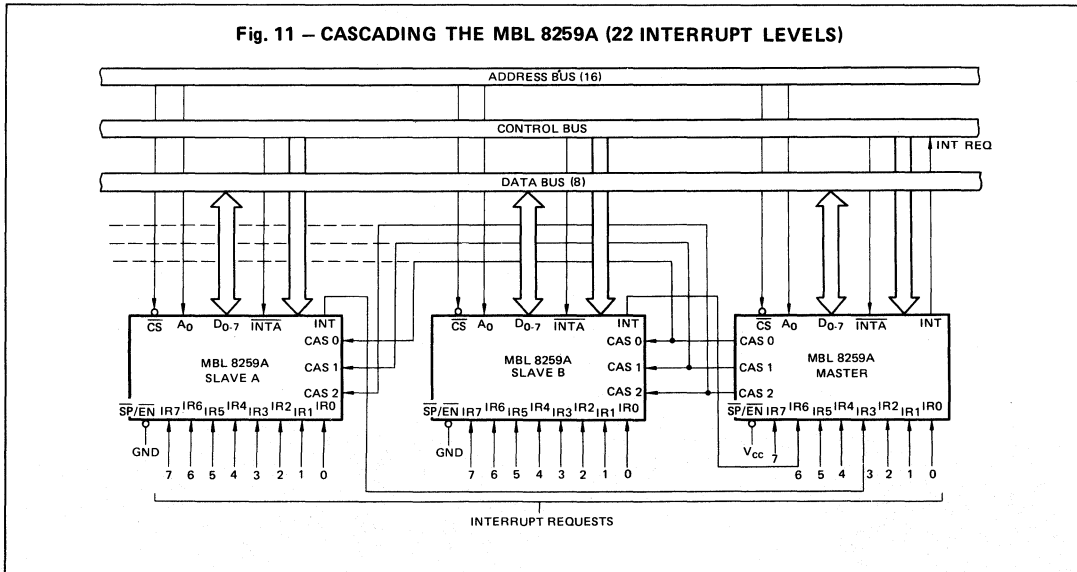 Fig. 11 – CASCADING THE MBL 8259A (22 INTERRUPT LEVELS)
ADDRESS BUS (16)
CONTROL BUS
INT REQ
DATA BUS (8)
CS A0 D0-7 INTA INT
CAS 0
MBL 8259A
SLAVE A
CAS 1
CAS 2
SP/EN IR7 IR6 IR5 IR4 IR3 IR2 IR1 IR0
GND
7 6 5 4 3 2 1 0
CS A0 D0-7 INTA INT
CAS 0
MBL 8259A
SLAVE B
CAS 1
CAS 2
SP/EN IR7 IR6 IR5 IR4 IR3 IR2 IR1 IR0
GND
7 6 5 4 3 2 1 0
CS A0 D0-7 INTA INT
CAS 0
MBL 8259A
MASTER
CAS 1
CAS 2
SP/EN IR7 IR6 IR5 IR4 IR3 IR2 IR1 IR0
VCC
7 6 5 4 3 2 1 0
INTERRUPT REQUESTS